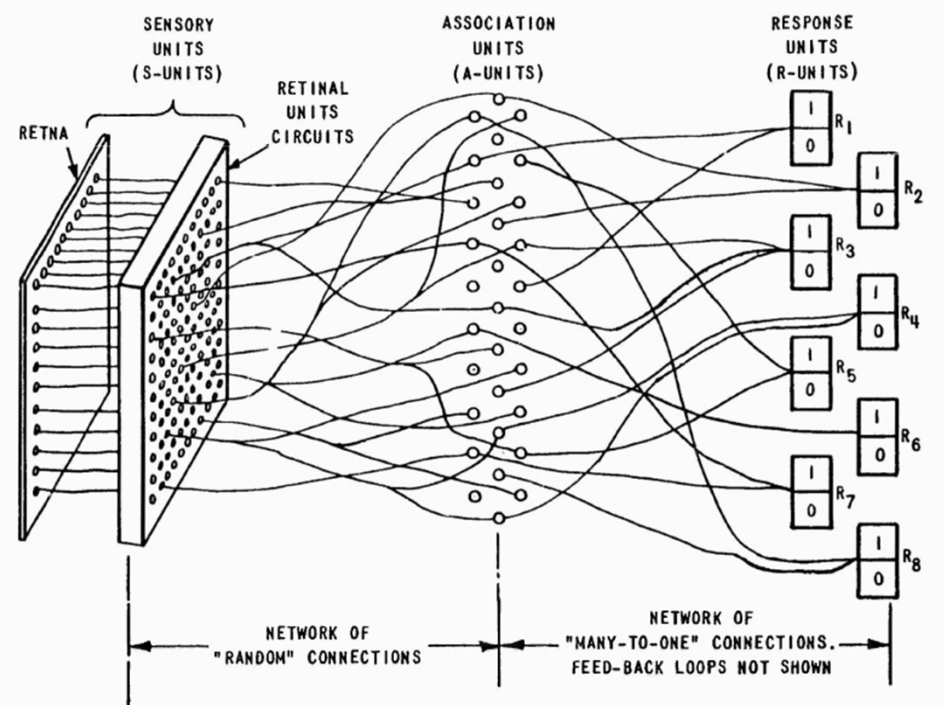 SENSORY
UNITS
(S-UNITS)
ASSOCIATION
UNITS
(A-UNITS)
RESPONSE
UNITS
(R-UNITS)
RETINAL
UNITS
CIRCUITS
RETNA
1
0
R1
1
0
R2
1
0
R3
1
0
R4
1
0
R5
1
0
R6
1
0
R7
1
0
R8
NETWORK OF
"RANDOM" CONNECTIONS
NETWORK OF
"MANY-TO-ONE" CONNECTIONS.
FEED-BACK LOOPS NOT SHOWN